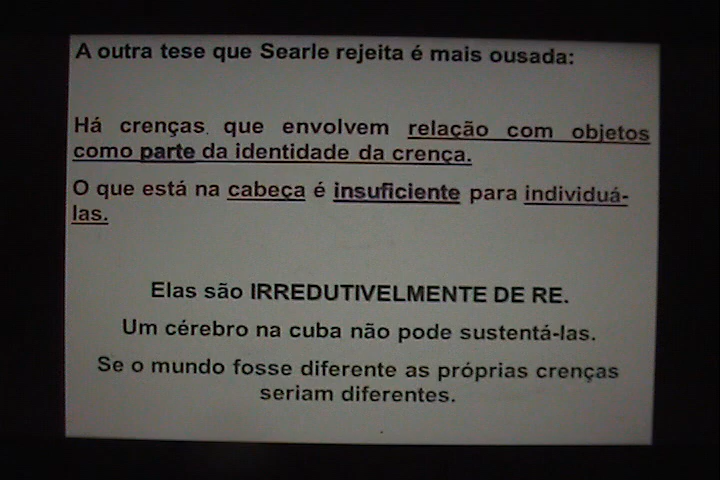 A outra tese que Searle rejeita é mais ousada:
Há crenças que envolvem relação com objetos
como parte da identidade da crença.
O que está na cabeça é insuficiente para individuá-
las.
Elas são IRREDUTIVELMENTE DE RE.
Um cérebro na cuba não pode sustentá-las.
Se o mundo fosse diferente as próprias crenças
seriam diferentes.